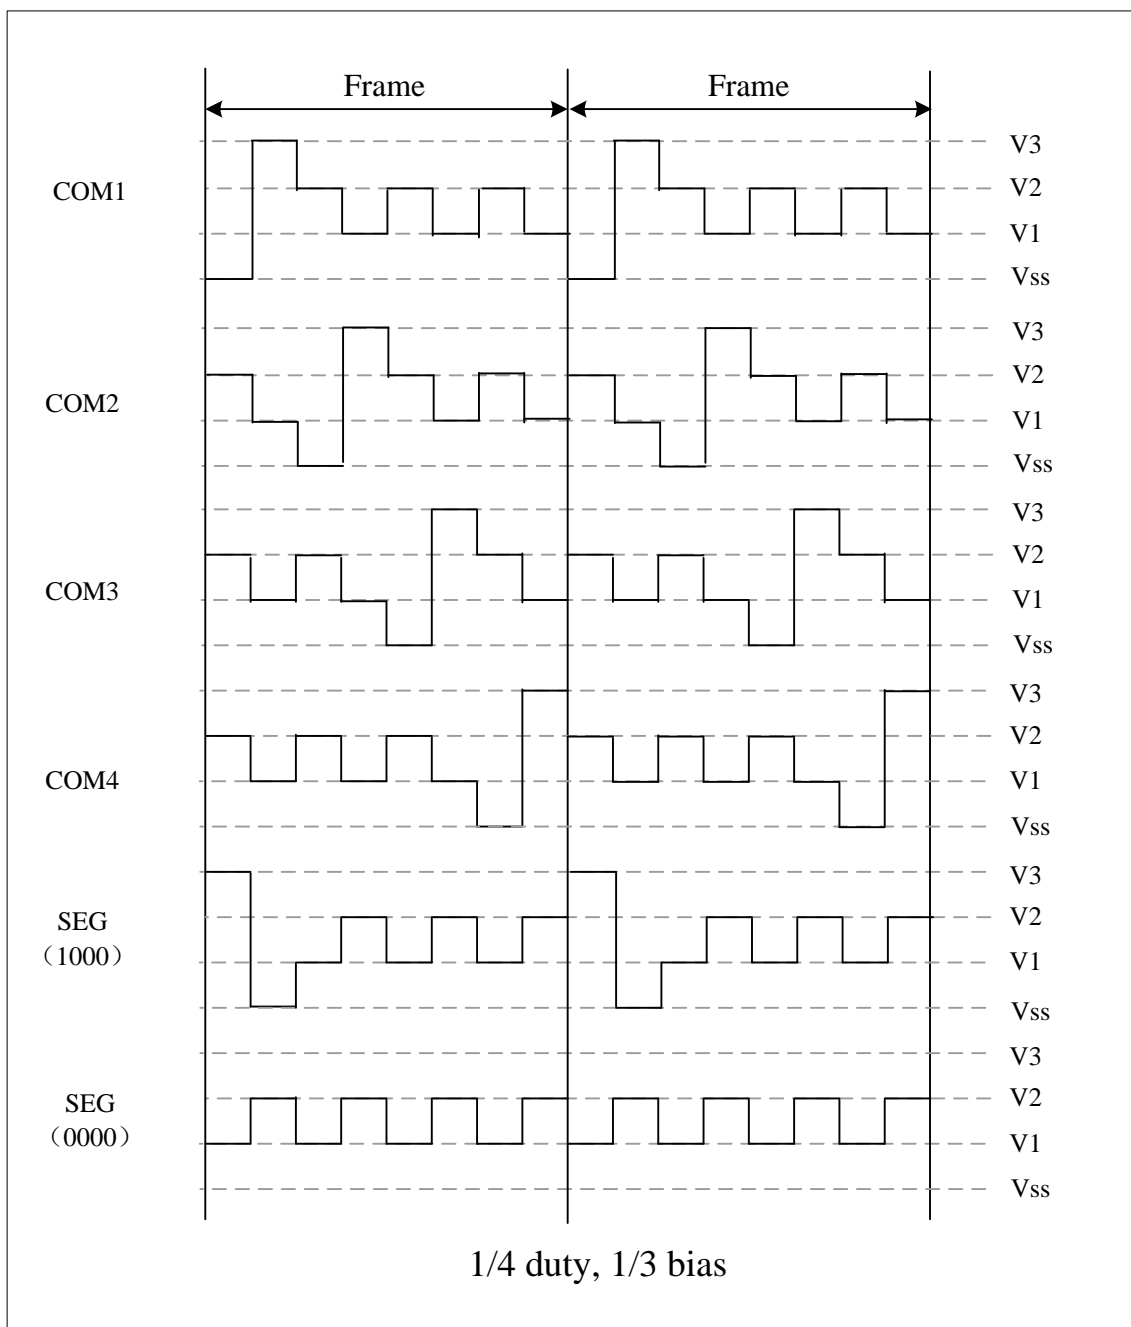 Frame Frame
COM1
V3
V2
V1
Vss
COM2
V3
V2
V1
Vss
COM3
V3
V2
V1
Vss
COM4
V3
V2
V1
Vss
SEG
（1000）
V3
V2
V1
Vss
SEG
（0000）
V3
V2
V1
Vss
1/4 duty, 1/3 bias